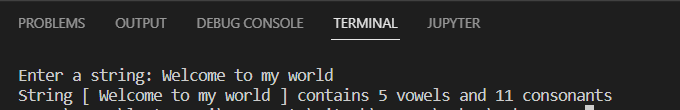 PROBLEMS OUTPUT DEBUG CONSOLE TERMINAL JUPYTER
Enter a string: Welcome to my world
String [ Welcome to my world ] contains 5 vowels and 11 consonants